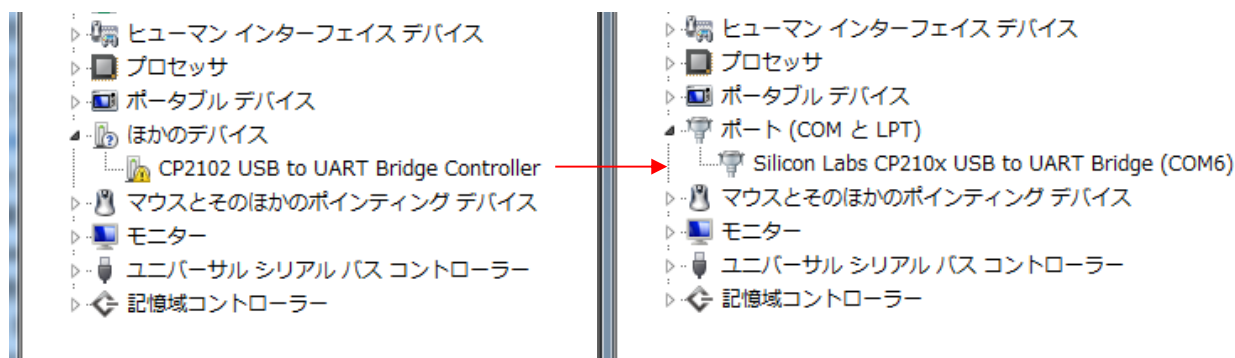 ヒューマン インターフェイス デバイス
プロセッサ
ポータブル デバイス
ほかのデバイス
CP2102 USB to UART Bridge Controller
マウスとそのほかのポインティング デバイス
モニター
ユニバーサル シリアル バス コントローラー
記憶域コントローラー
ヒューマン インターフェイス デバイス
プロセッサ
ポータブル デバイス
ポート (COM と LPT)
Silicon Labs CP210x USB to UART Bridge (COM6)
マウスとそのほかのポインティング デバイス
モニター
ユニバーサル シリアル バス コントローラー
記憶域コントローラー